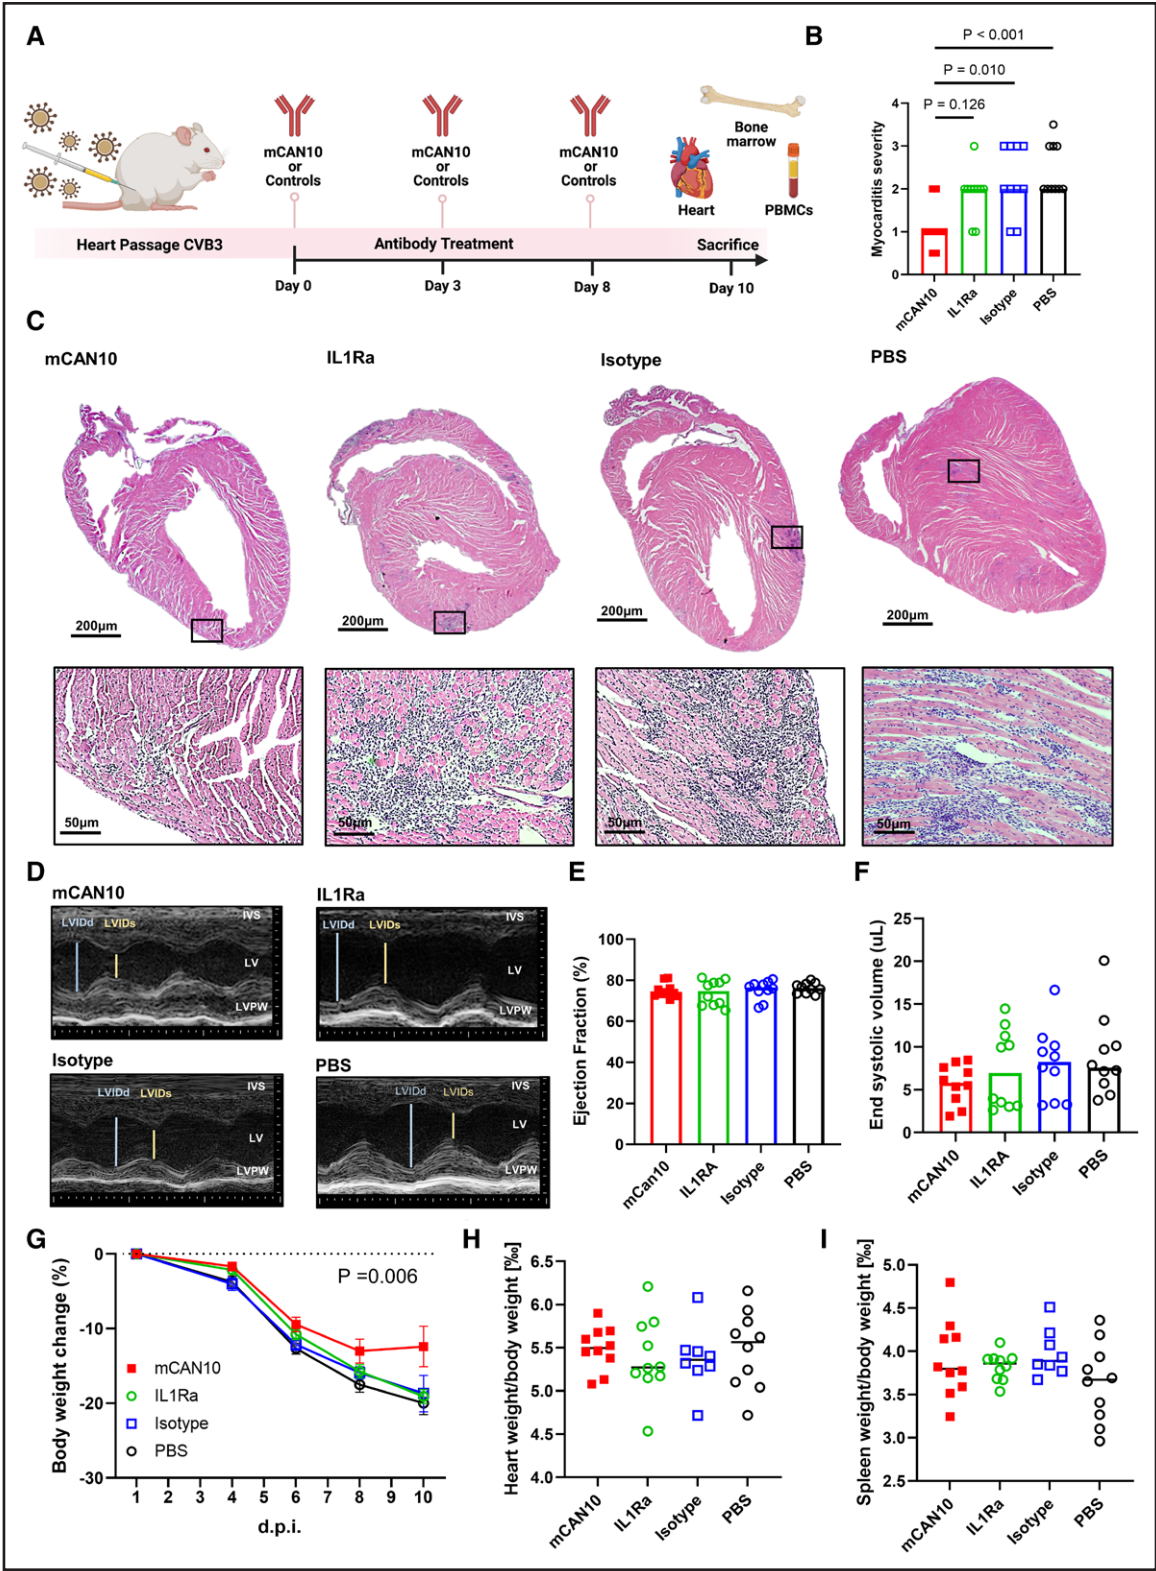 A
mCAN10
or
Controls
mCAN10
or
Controls
mCAN10
or
Controls
Bone
marrow
Heart
PBMCs
Heart Passage CVB3
Antibody Treatment
Sacrifice
Day 0
Day 3
Day 8
Day 10
B
P < 0.001
P = 0.010
P = 0.126
Myocarditis severity
4
3
2
1
0
mCAN10
IL1Ra
Isotype
PBS
C
mCAN10
IL1Ra
Isotype
PBS
200µm
200µm
200µm
200µm
50µm
50µm
50µm
50µm
D
mCAN10
LVIDd
LVIDs
IVS
LV
LVPW
IL1Ra
LVIDd
LVIDs
IVS
LV
LVPW
Isotype
LVIDd
LVIDs
IVS
LV
LVPW
PBS
LVIDd
LVIDs
IVS
LV
LVPW
E
Ejection Fraction (%)
100
80
60
40
20
0
mCan10
IL1RA
Isotype
PBS
F
End systolic volume (uL)
25
20
15
10
5
0
mCAN10
IL1RA
Isotype
PBS
G
Body weight change (%)
0
-10
-20
-30
P =0.006
mCAN10
IL1Ra
Isotype
PBS
1 2 3 4 5 6 7 8 9 10
d.p.i.
H
Heart weight/body weight [‰]
6.5
6.0
5.5
5.0
4.5
4.0
mCAN10
IL1Ra
Isotype
PBS
I
Spleen weight/body weight [‰]
5.0
4.5
4.0
3.5
3.0
2.5
mCAN10
IL1Ra
Isotype
PBS